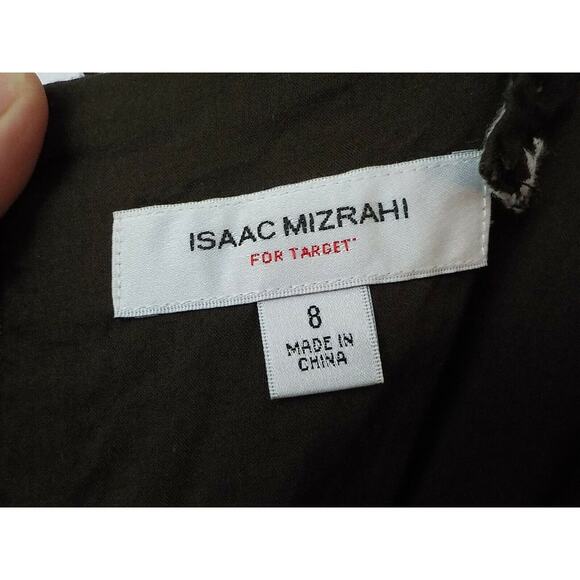 ISAAC MIZRAHI
FOR TARGET
8
MADE IN
CHINA